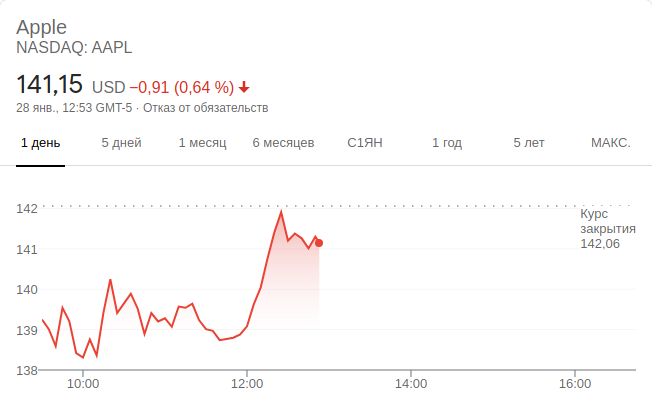 Apple
NASDAQ: AAPL
141,15 USD −0,91 (0,64 %)
28 янв., 12:53 GMT-5 · Отказ от обязательств
1 день 5 дней 1 месяц 6 месяцев С1ЯН 1 год 5 лет МАКС.
142
Курс
закрытия
142,06
141
140
139
138
10:00 12:00 14:00 16:00